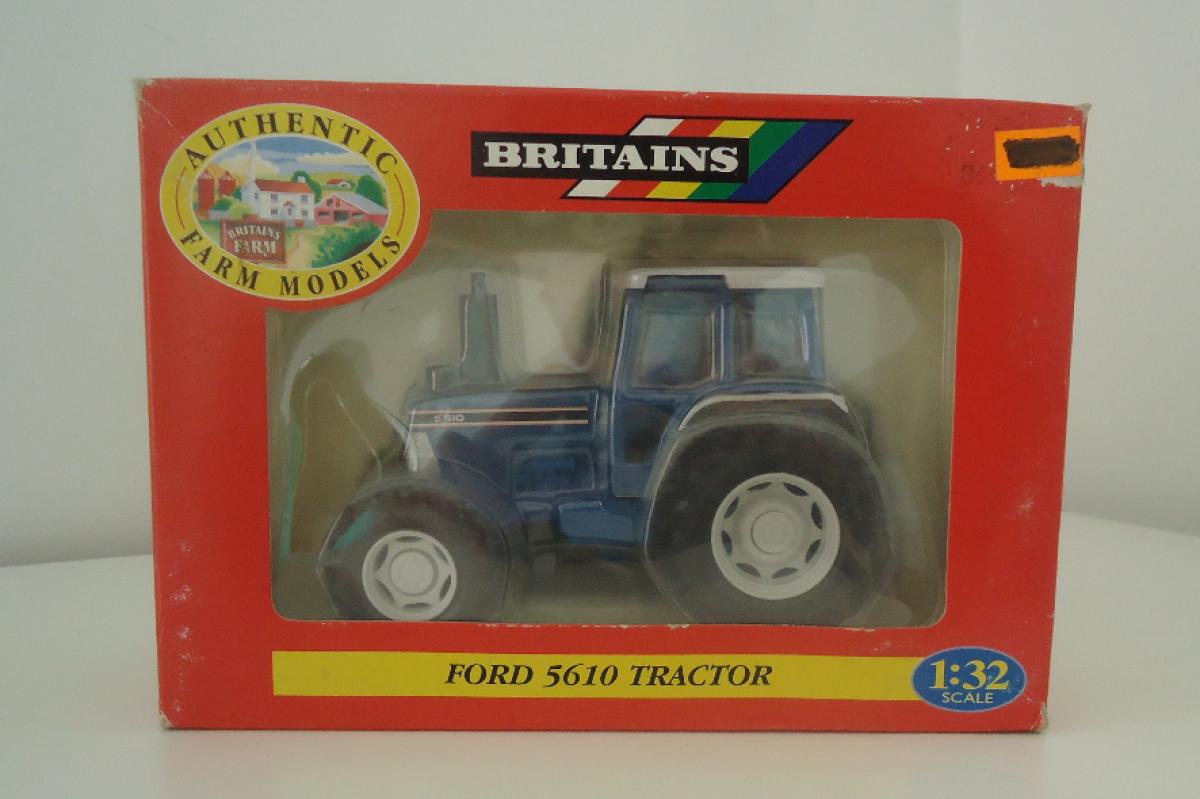 AUTHENTIC
FARM MODELS
BRITAINS
FARM
BRITAINS
5610
FORD 5610 TRACTOR
1:32
SCALE